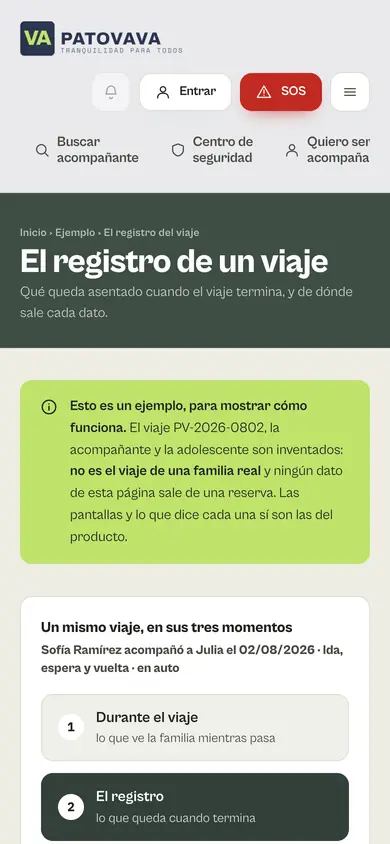 VA PATOVAVA
TRANQUILIDAD PARA TODOS
Entrar
SOS
Buscar
acompañante
Centro de
seguridad
Quiero ser
acompaña
Inicio › Ejemplo › El registro del viaje
El registro de un viaje
Qué queda asentado cuando el viaje termina, y de dónde
sale cada dato.
Esto es un ejemplo, para mostrar cómo
funciona. El viaje PV-2026-0802, la
acompañante y la adolescente son inventados:
no es el viaje de una familia real y ningún dato
de esta página sale de una reserva. Las
pantallas y lo que dice cada una sí son las del
producto.
Un mismo viaje, en sus tres momentos
Sofía Ramírez acompañó a Julia el 02/08/2026 · Ida,
espera y vuelta · en auto
1
Durante el viaje
lo que ve la familia mientras pasa
2
El registro
lo que queda cuando termina